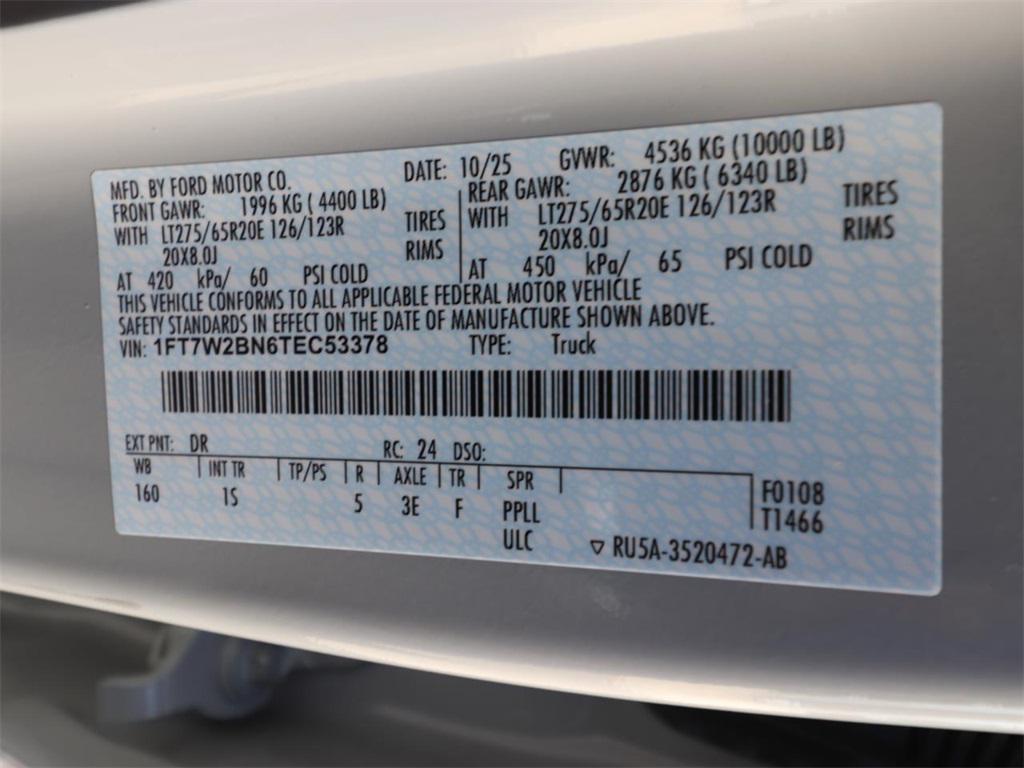 MFD. BY FORD MOTOR CO. DATE: 10/25 GVWR: 4536 KG (10000 LB)
FRONT GAWR: 1996 KG ( 4400 LB) REAR GAWR: 2876 KG ( 6340 LB)
WITH LT275/65R20E 126/123R TIRES WITH LT275/65R20E 126/123R TIRES
20X8.0J RIMS 20X8.0J RIMS
AT 420 kPa/ 60 PSI COLD AT 450 kPa/ 65 PSI COLD
THIS VEHICLE CONFORMS TO ALL APPLICABLE FEDERAL MOTOR VEHICLE
SAFETY STANDARDS IN EFFECT ON THE DATE OF MANUFACTURE SHOWN ABOVE.
VIN: 1FT7W2BN6TEC53378 TYPE: Truck
EXT PNT: DR RC: 24 DSO:
WB INT TR TP/PS R AXLE TR SPR
160 1S 5 3E F PPLL F0108
ULC T1466
▽ RU5A-3520472-AB